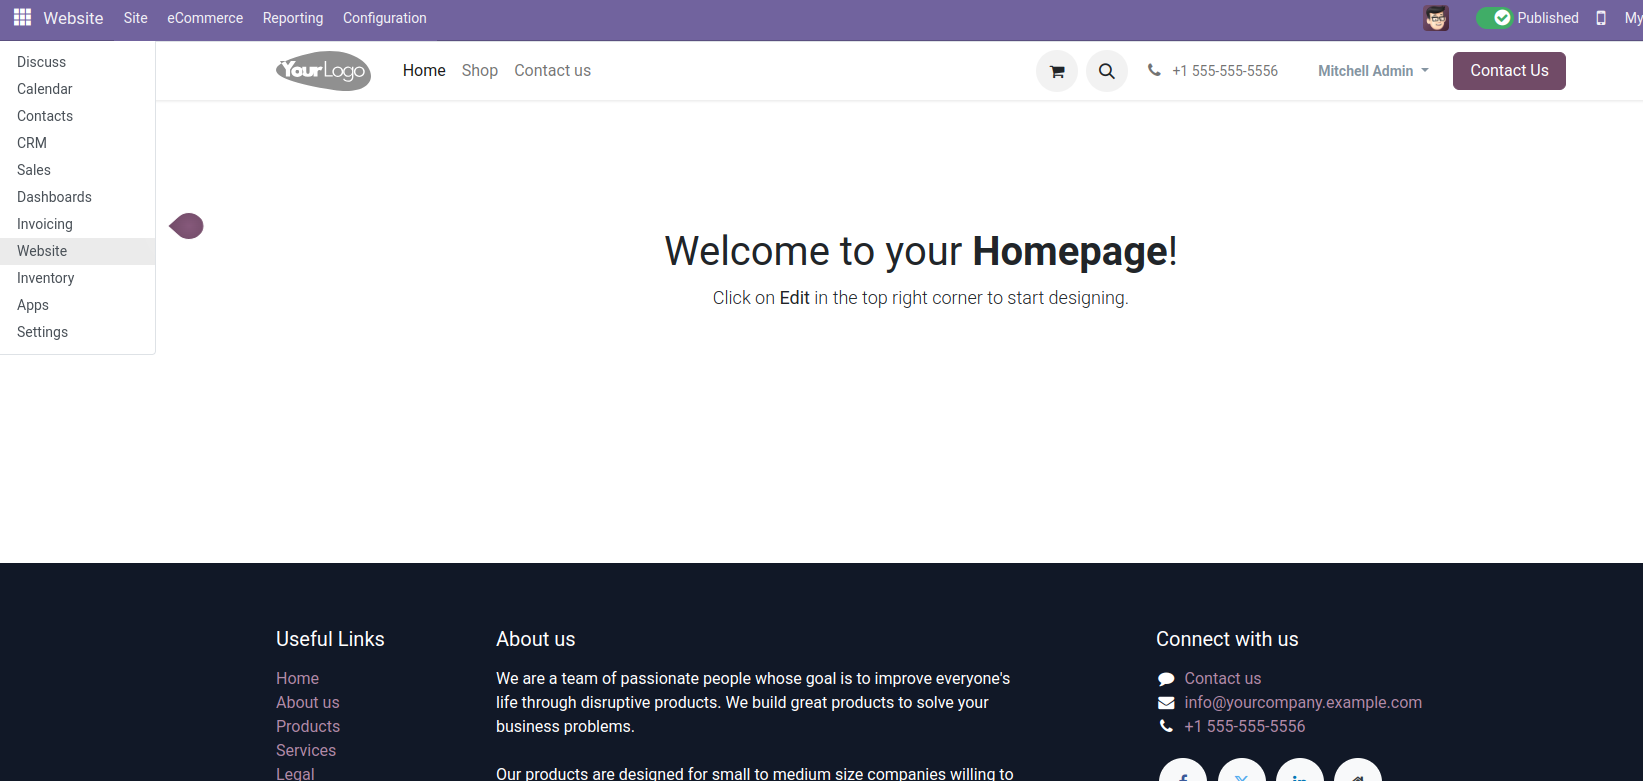 Website Site eCommerce Reporting Configuration Published My
Discuss
Calendar
Contacts
CRM
Sales
Dashboards
Invoicing
Website
Inventory
Apps
Settings
YourLogo Home Shop Contact us +1 555-555-5556 Mitchell Admin Contact Us
Welcome to your Homepage!
Click on Edit in the top right corner to start designing.
Useful Links
Home
About us
Products
Services
Legal
About us
We are a team of passionate people whose goal is to improve everyone's
life through disruptive products. We build great products to solve your
business problems.
Our products are designed for small to medium size companies willing to
Connect with us
Contact us
info@yourcompany.example.com
+1 555-555-5556